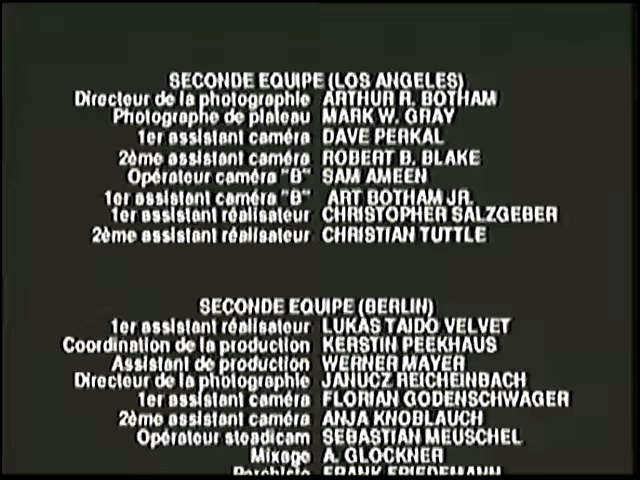 SECONDE EQUIPE (LOS ANGELES)
Directeur de la photographie ARTHUR R. BOTHAM
Photographe de plateau MARK W. GRAY
1er assistant caméra DAVE PERKAL
2ème assistant caméra ROBERT B. BLAKE
Opérateur caméra "B" SAM AMEEN
1er assistant caméra "B" ART BOTHAM JR.
1er assistant réalisateur CHRISTOPHER SALZGEBER
2ème assistant réalisateur CHRISTIAN TUTTLE
SECONDE EQUIPE (BERLIN)
1er assistant réalisateur LUKAS TAIDO VELVET
Coordination de la production KERSTIN PEEKHAUS
Assistant de production WERNER MAYER
Directeur de la photographie JANUCZ REICHEINBACH
1er assistant caméra FLORIAN GODENSCHWAGER
2ème assistant caméra ANJA KNOBLAUCH
Opérateur steadicam SEBASTIAN MEUSCHEL
Mixage A. GLOCKNER
Perchiste FRANK FRIEDEMANN